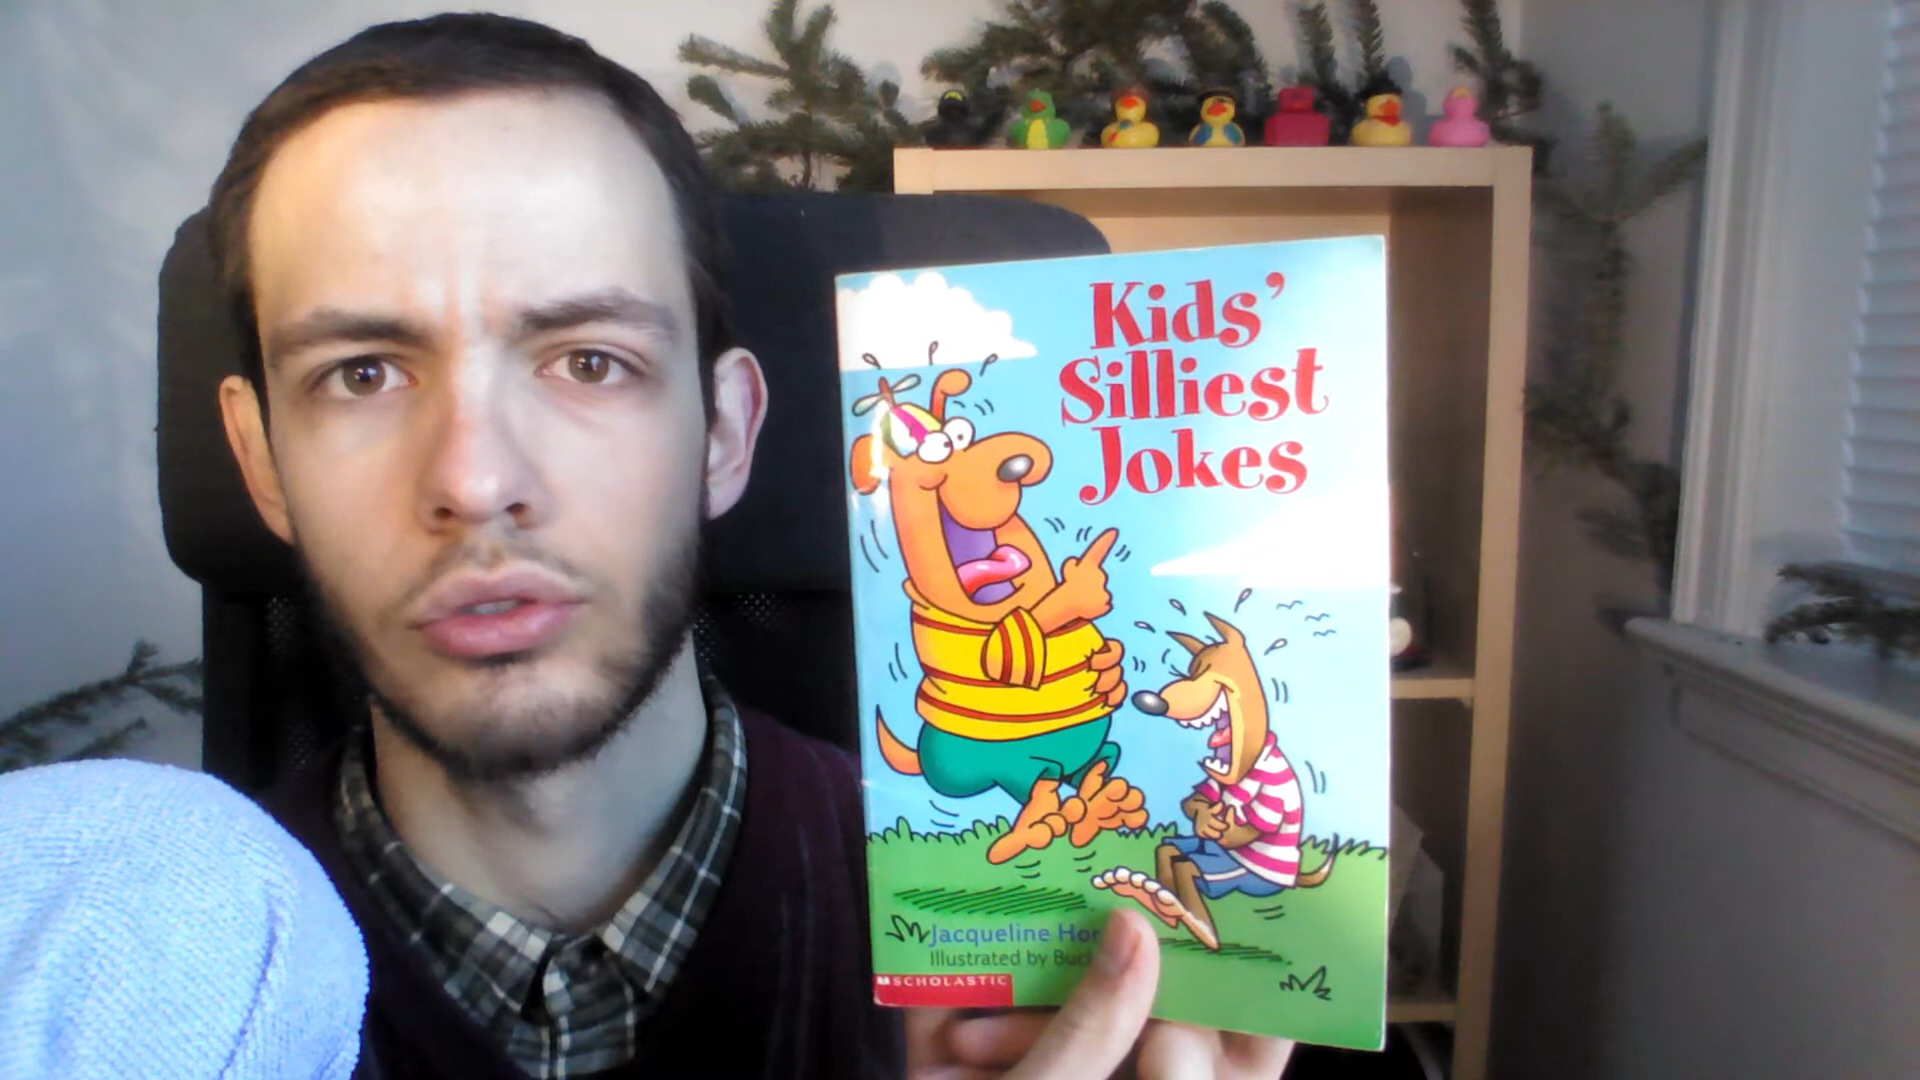 Kids'
Silliest
Jokes
Jacqueline
Illustrated by
SCHOLASTIC